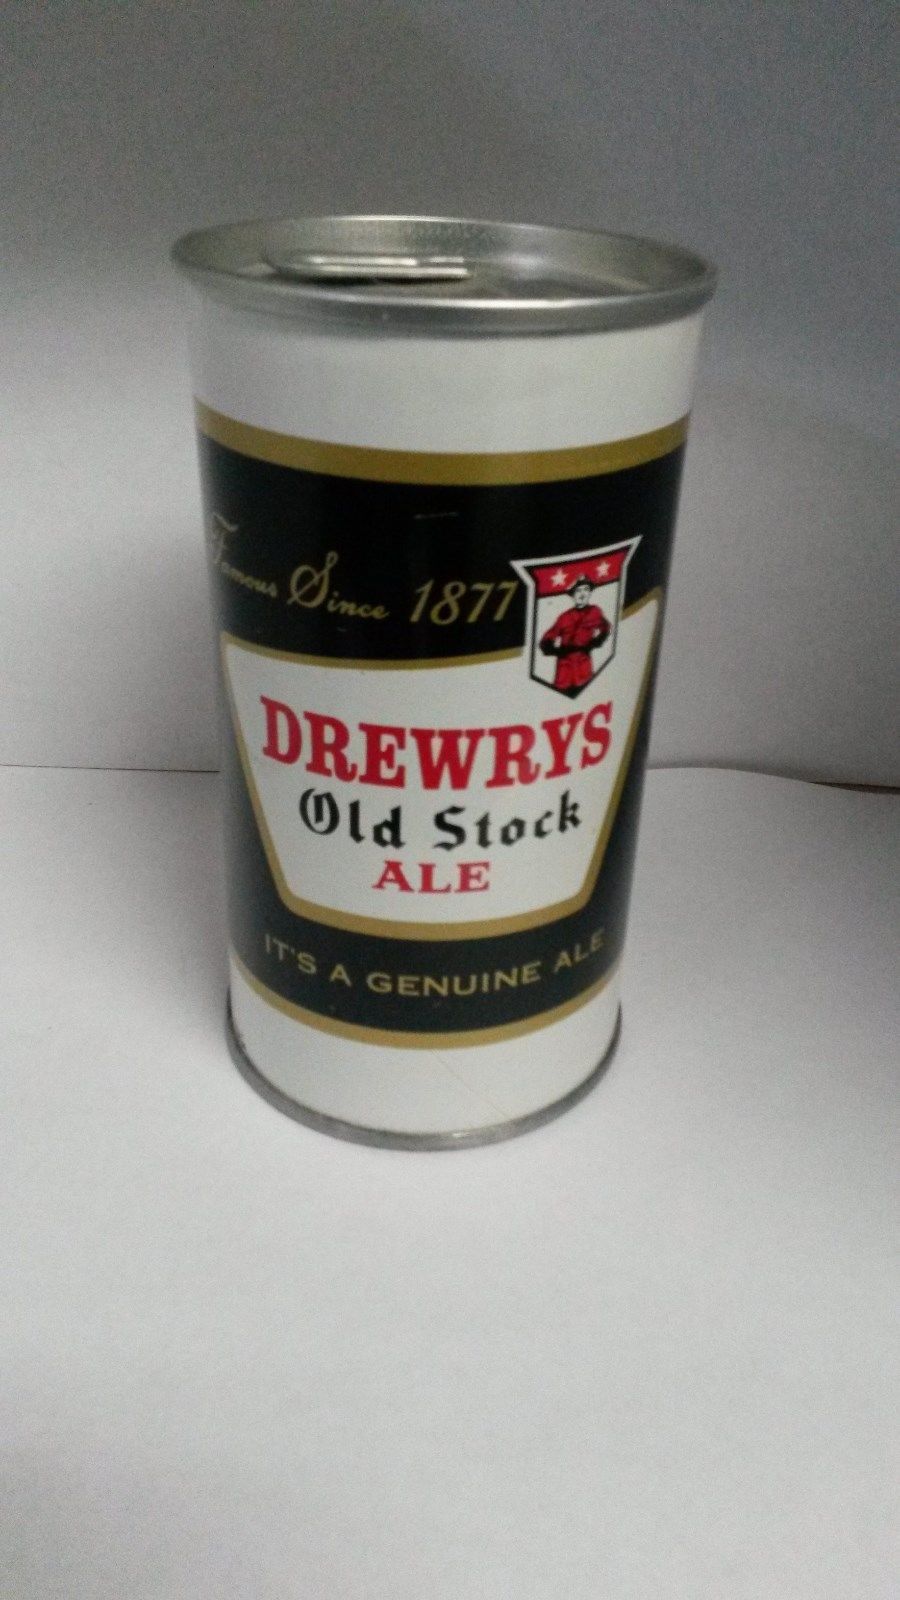 Famous Since 1877
DREWRYS
Old Stock
ALE
IT'S A GENUINE ALE